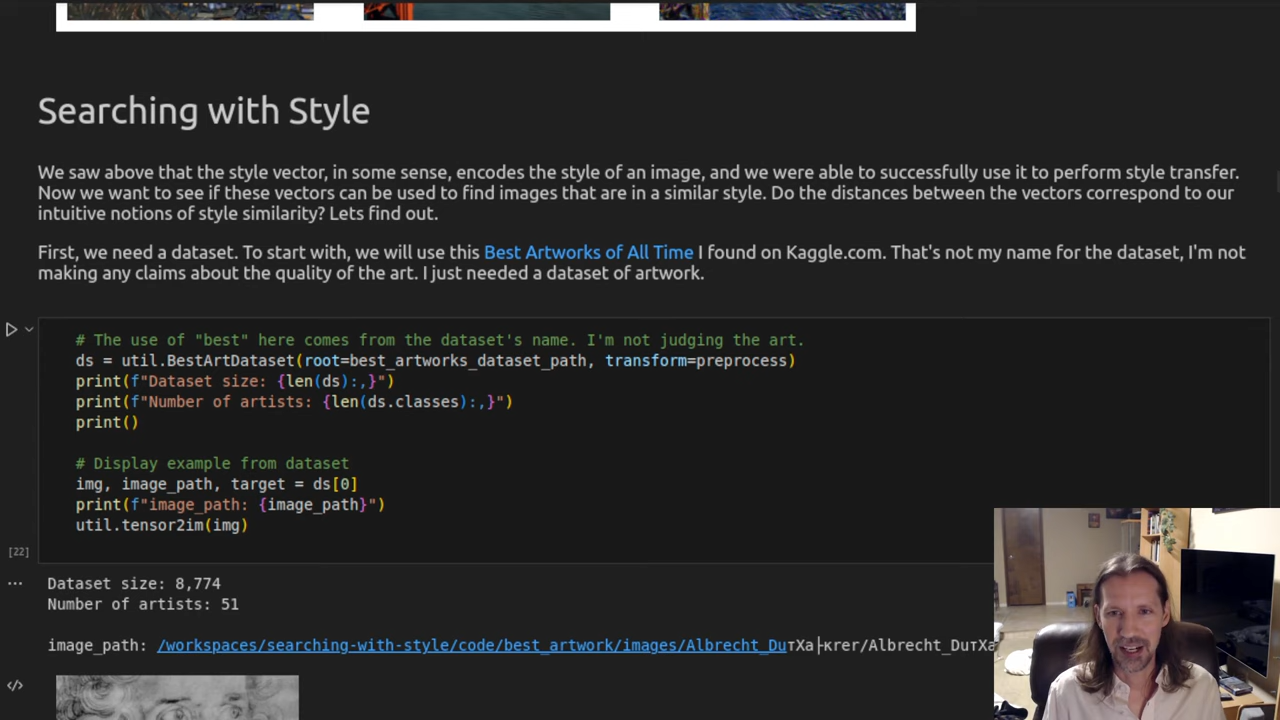 Searching with Style
We saw above that the style vector, in some sense, encodes the style of an image, and we were able to successfully use it to perform style transfer.
Now we want to see if these vectors can be used to find images that are in a similar style. Do the distances between the vectors correspond to our
intuitive notions of style similarity? Lets find out.
First, we need a dataset. To start with, we will use this Best Artworks of All Time I found on Kaggle.com. That's not my name for the dataset, I'm not
making any claims about the quality of the art. I just needed a dataset of artwork.
# The use of "best" here comes from the dataset's name. I'm not judging the art.
ds = util.BestArtDataset(root=best_artworks_dataset_path, transform=preprocess)
print(f"Dataset size: {len(ds):,}")
print(f"Number of artists: {len(ds.classes):,}")
print()
# Display example from dataset
img, image_path, target = ds[0]
print(f"image_path: {image_path}")
util.tensor2im(img)
[22]
Dataset size: 8,774
Number of artists: 51
image_path: /workspaces/searching-with-style/code/best_artwork/images/Albrecht_DuтХа├кrer/Albrecht_DuтХа